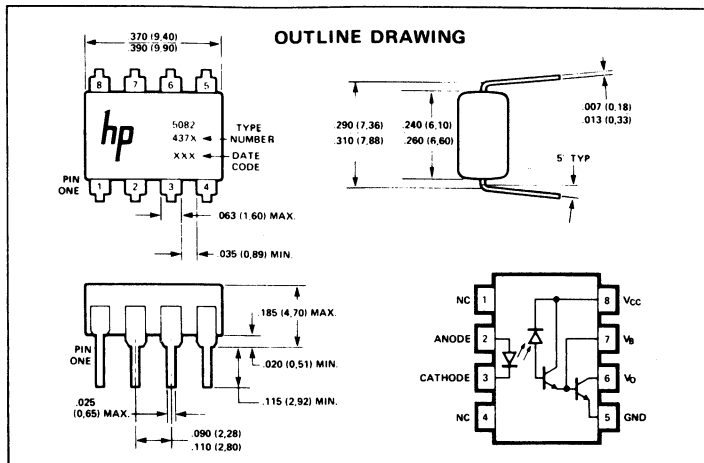 OUTLINE DRAWING
.370 (9,40)
.390 (9,90)
8 7 6 5
hp
5082
437X
TYPE
NUMBER
XXX
DATE
CODE
PIN
ONE
1 2 3 4
.063 (1,60) MAX.
.035 (0,89) MIN.
.290 (7,36)
.310 (7,88)
.240 (6,10)
.260 (6,60)
.007 (0,18)
.013 (0,33)
5° TYP
PIN
ONE
.185 (4,70) MAX.
.020 (0,51) MIN.
.115 (2,92) MIN.
.025
(0,65) MAX.
.090 (2,28)
.110 (2,80)
NC 1
8 VCC
ANODE 2
7 VB
CATHODE 3
6 VO
NC 4
5 GND